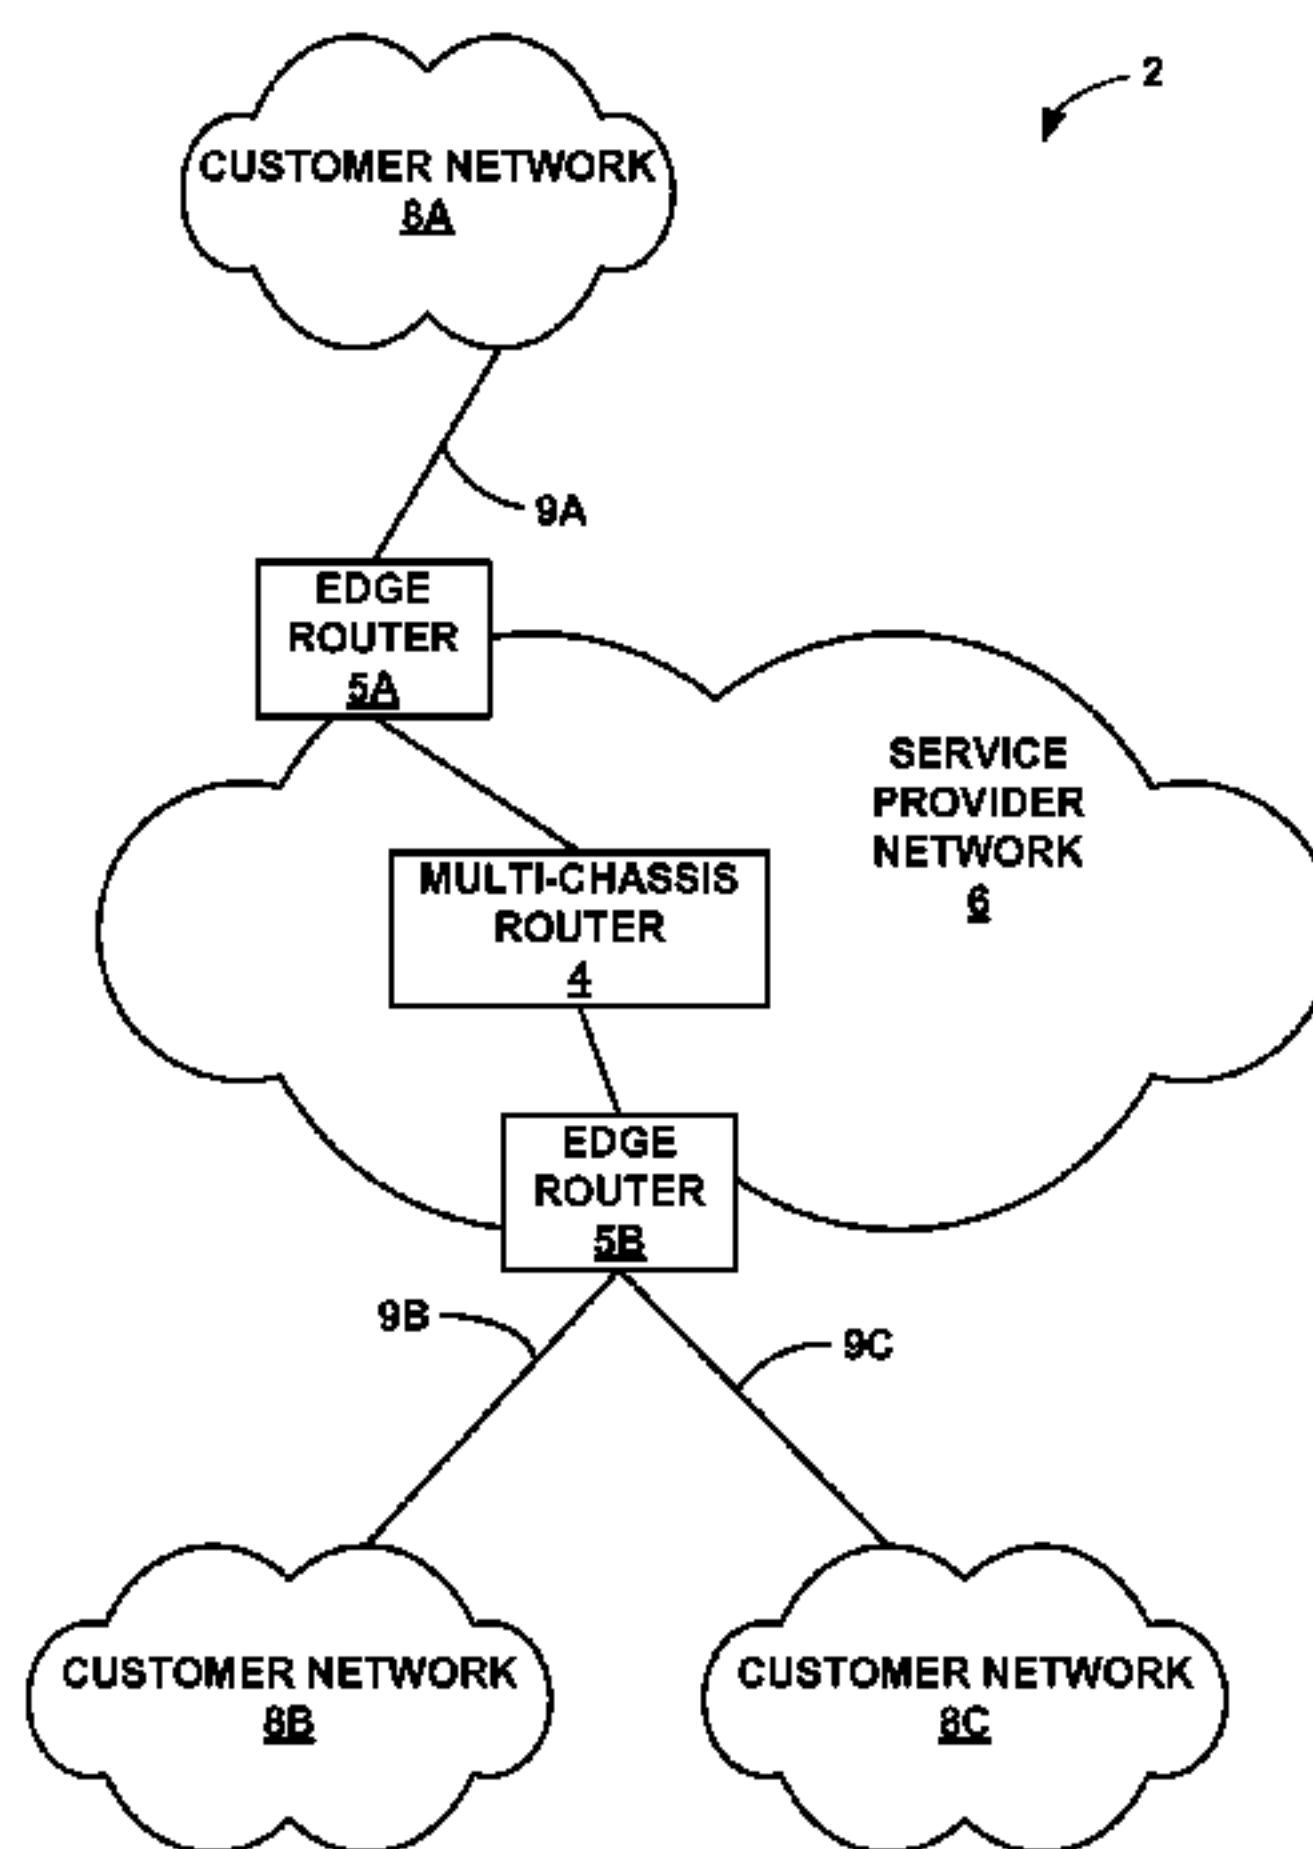 2
CUSTOMER NETWORK
8A
9A
EDGE
ROUTER
5A
SERVICE
PROVIDER
NETWORK
6
MULTI-CHASSIS
ROUTER
4
EDGE
ROUTER
5B
9B
9C
CUSTOMER NETWORK
8B
CUSTOMER NETWORK
8C